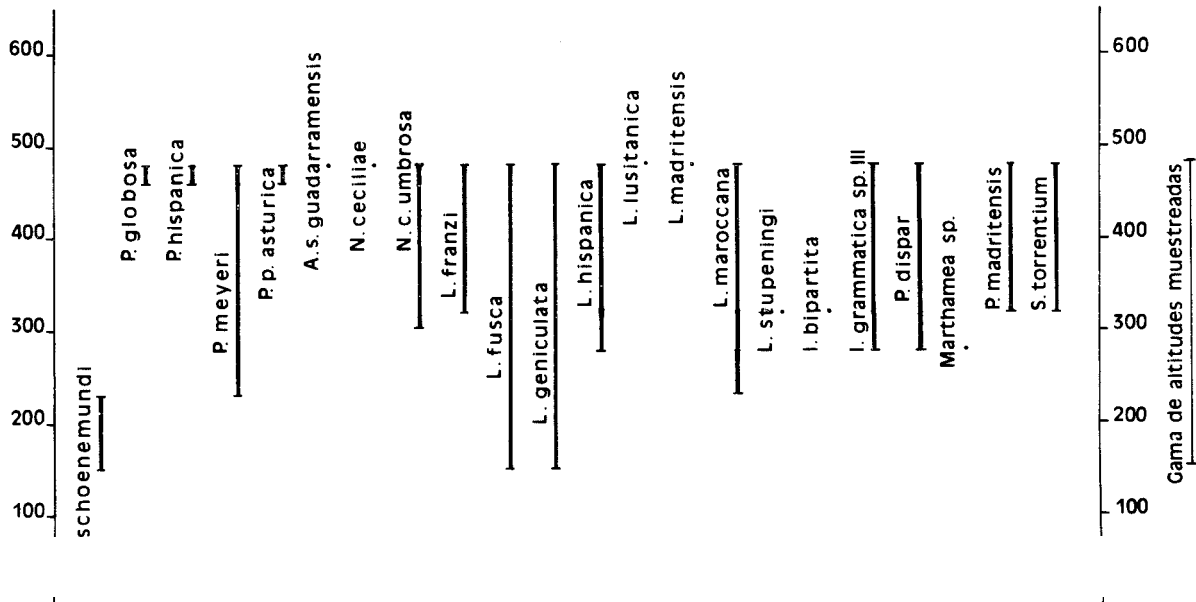 600
500
400
300
200
100
schoenemundi
P. globosa
P. hispanica
P. meyeri
P. p. asturica
A. s. guadarramensis
N. ceciliae
N. c. umbrosa
L. franzi
L. fusca
L. geniculata
L. hispanica
L. lusitanica
L. madritensis
L. maroccana
L. stupeningi
I. bipartita
I. grammatica sp. III
P. dispar
Marthamea sp.
P. madritensis
S. torrentium
600
500
400
300
200
100
Gama de altitudes muestreadas